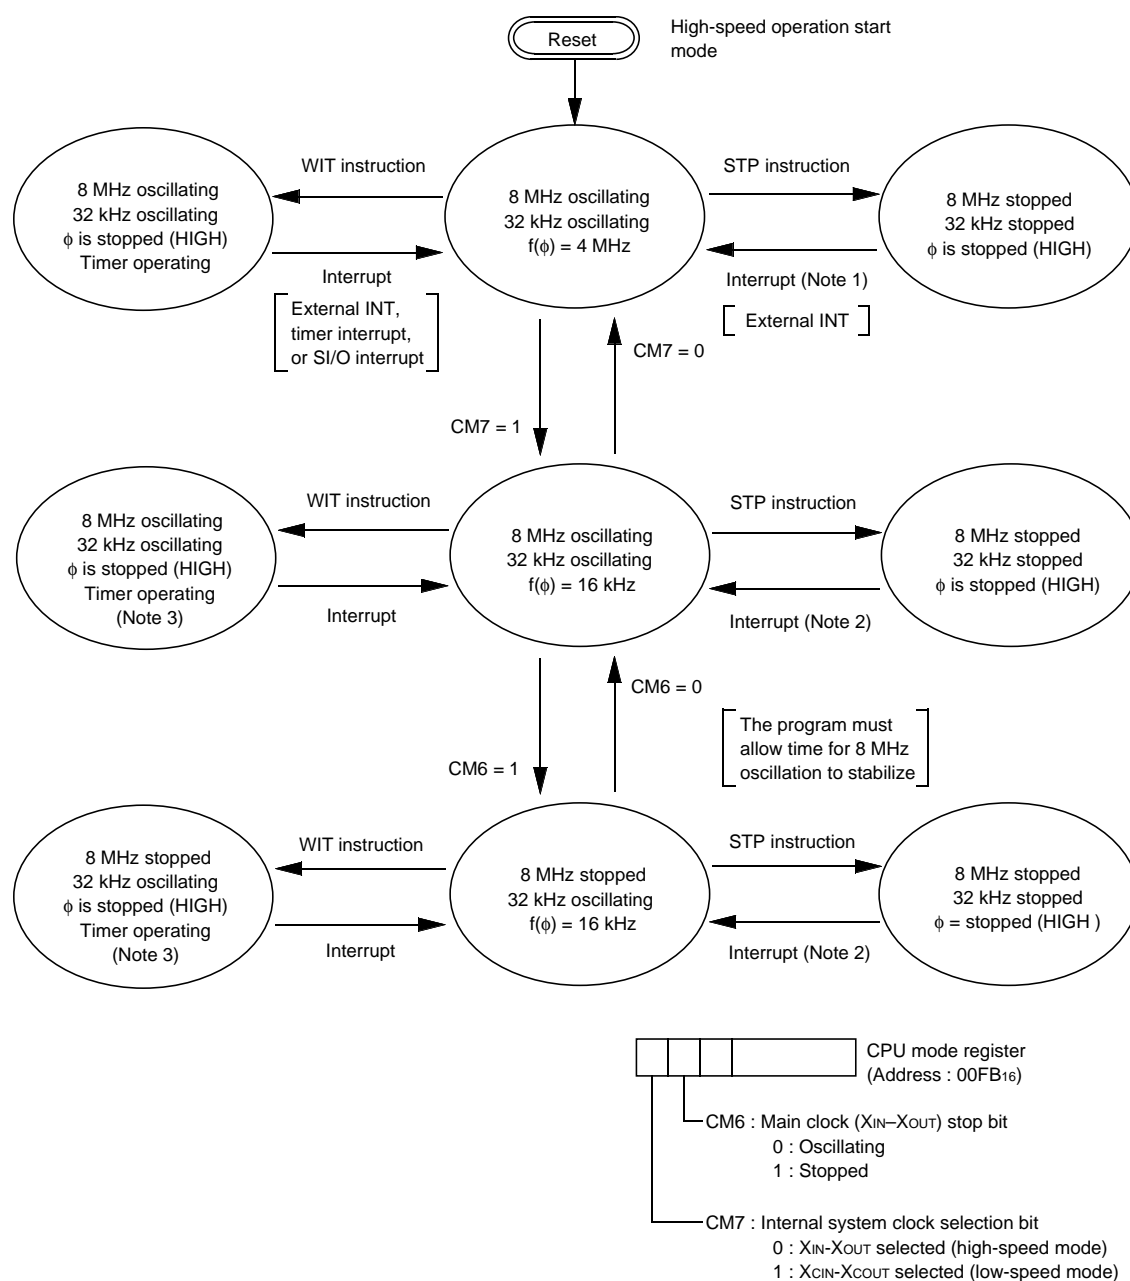 Reset
High-speed operation start
mode
WIT instruction
STP instruction
8 MHz oscillating
32 kHz oscillating
ϕ is stopped (HIGH)
Timer operating
8 MHz oscillating
32 kHz oscillating
f(ϕ) = 4 MHz
8 MHz stopped
32 kHz stopped
ϕ is stopped (HIGH)
Interrupt
External INT,
timer interrupt,
or SI/O interrupt
Interrupt (Note 1)
External INT
CM7 = 0
CM7 = 1
WIT instruction
STP instruction
8 MHz oscillating
32 kHz oscillating
ϕ is stopped (HIGH)
Timer operating
(Note 3)
8 MHz oscillating
32 kHz oscillating
f(ϕ) = 16 kHz
8 MHz stopped
32 kHz stopped
ϕ is stopped (HIGH)
Interrupt
Interrupt (Note 2)
CM6 = 0
The program must
allow time for 8 MHz
oscillation to stabilize
CM6 = 1
WIT instruction
STP instruction
8 MHz stopped
32 kHz oscillating
ϕ is stopped (HIGH)
Timer operating
(Note 3)
8 MHz stopped
32 kHz oscillating
f(ϕ) = 16 kHz
8 MHz stopped
32 kHz stopped
ϕ = stopped (HIGH )
Interrupt
Interrupt (Note 2)
CPU mode register
(Address : 00FB16)
CM6 : Main clock (XIN–XOUT) stop bit
0 : Oscillating
1 : Stopped
CM7 : Internal system clock selection bit
0 : XIN-XOUT selected (high-speed mode)
1 : XCIN-XCOUT selected (low-speed mode)